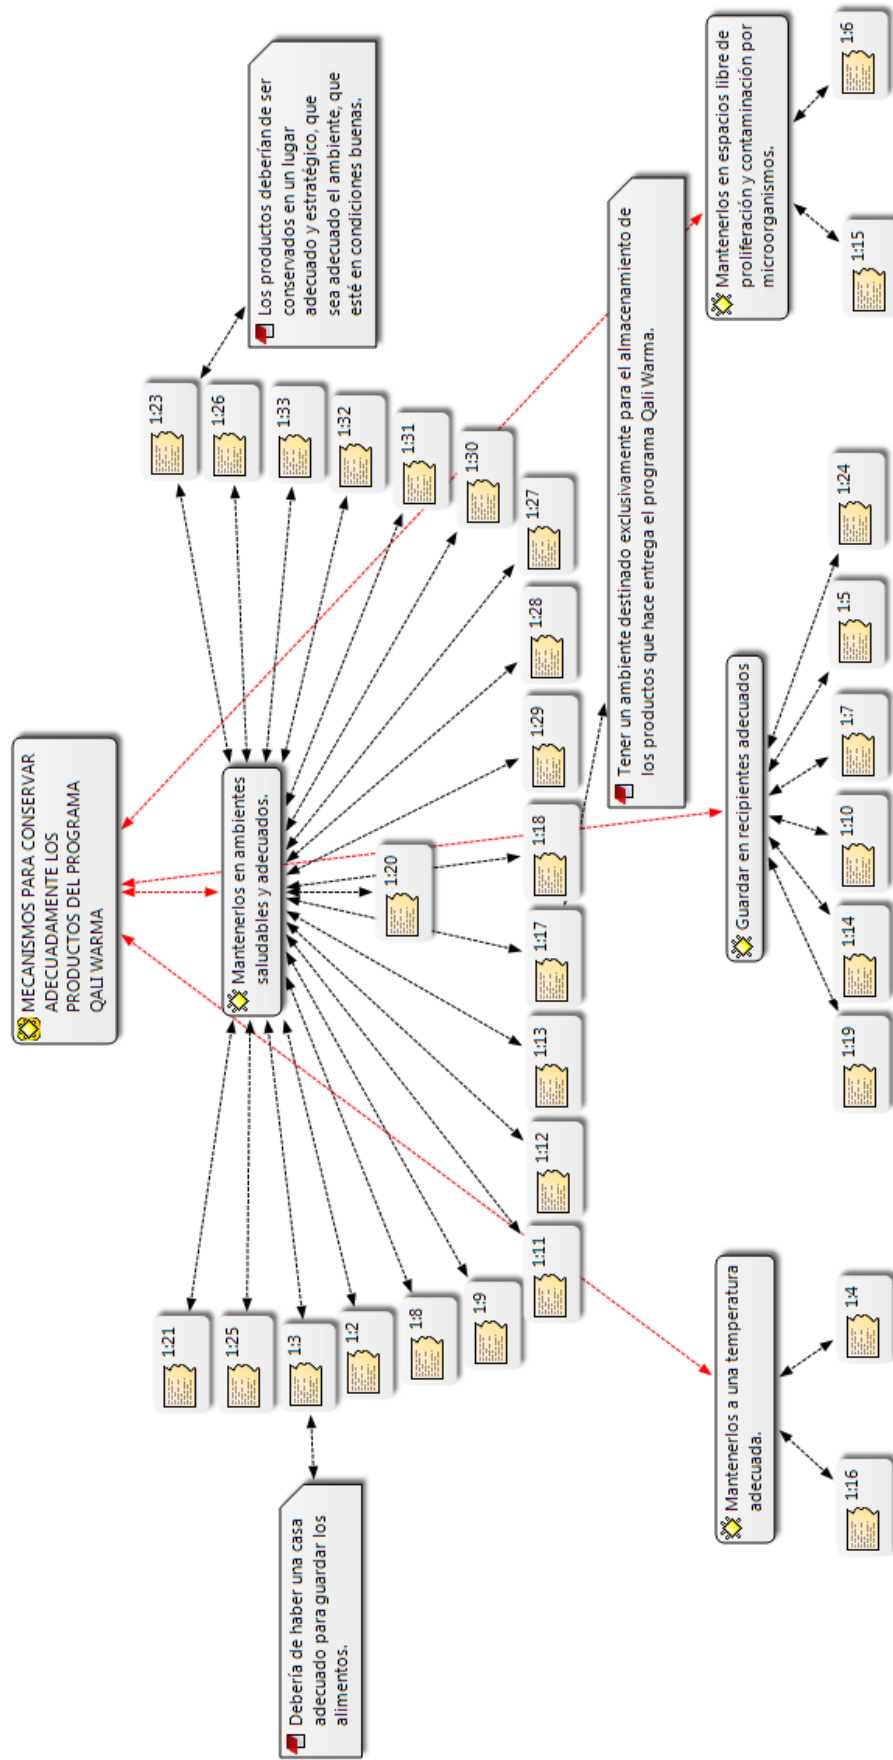 MECANISMOS PARA CONSERVAR
ADECUADAMENTE LOS
PRODUCTOS DEL PROGRAMA
QALI WARMA
Mantenerlos en ambientes
saludables y adecuados.
1:21
1:25
1:3
1:2
1:8
1:9
1:11
1:12
1:13
1:17
1:20
1:18
1:29
1:28
1:27
1:30
1:31
1:32
1:33
1:26
1:23
Debería de haber una casa
adecuado para guardar los
alimentos.
Los productos deberían de ser
conservados en un lugar
adecuado y estratégico, que
sea adecuado el ambiente, que
esté en condiciones buenas.
Tener un ambiente destinado exclusivamente para el almacenamiento de
los productos que hace entrega el programa Qali Warma.
Mantenerlos a una temperatura
adecuada.
1:16
1:4
Guardar en recipientes adecuados
1:19
1:14
1:10
1:7
1:5
1:24
Mantenerlos en espacios libre de
proliferación y contaminación por
microorganismos.
1:15
1:6